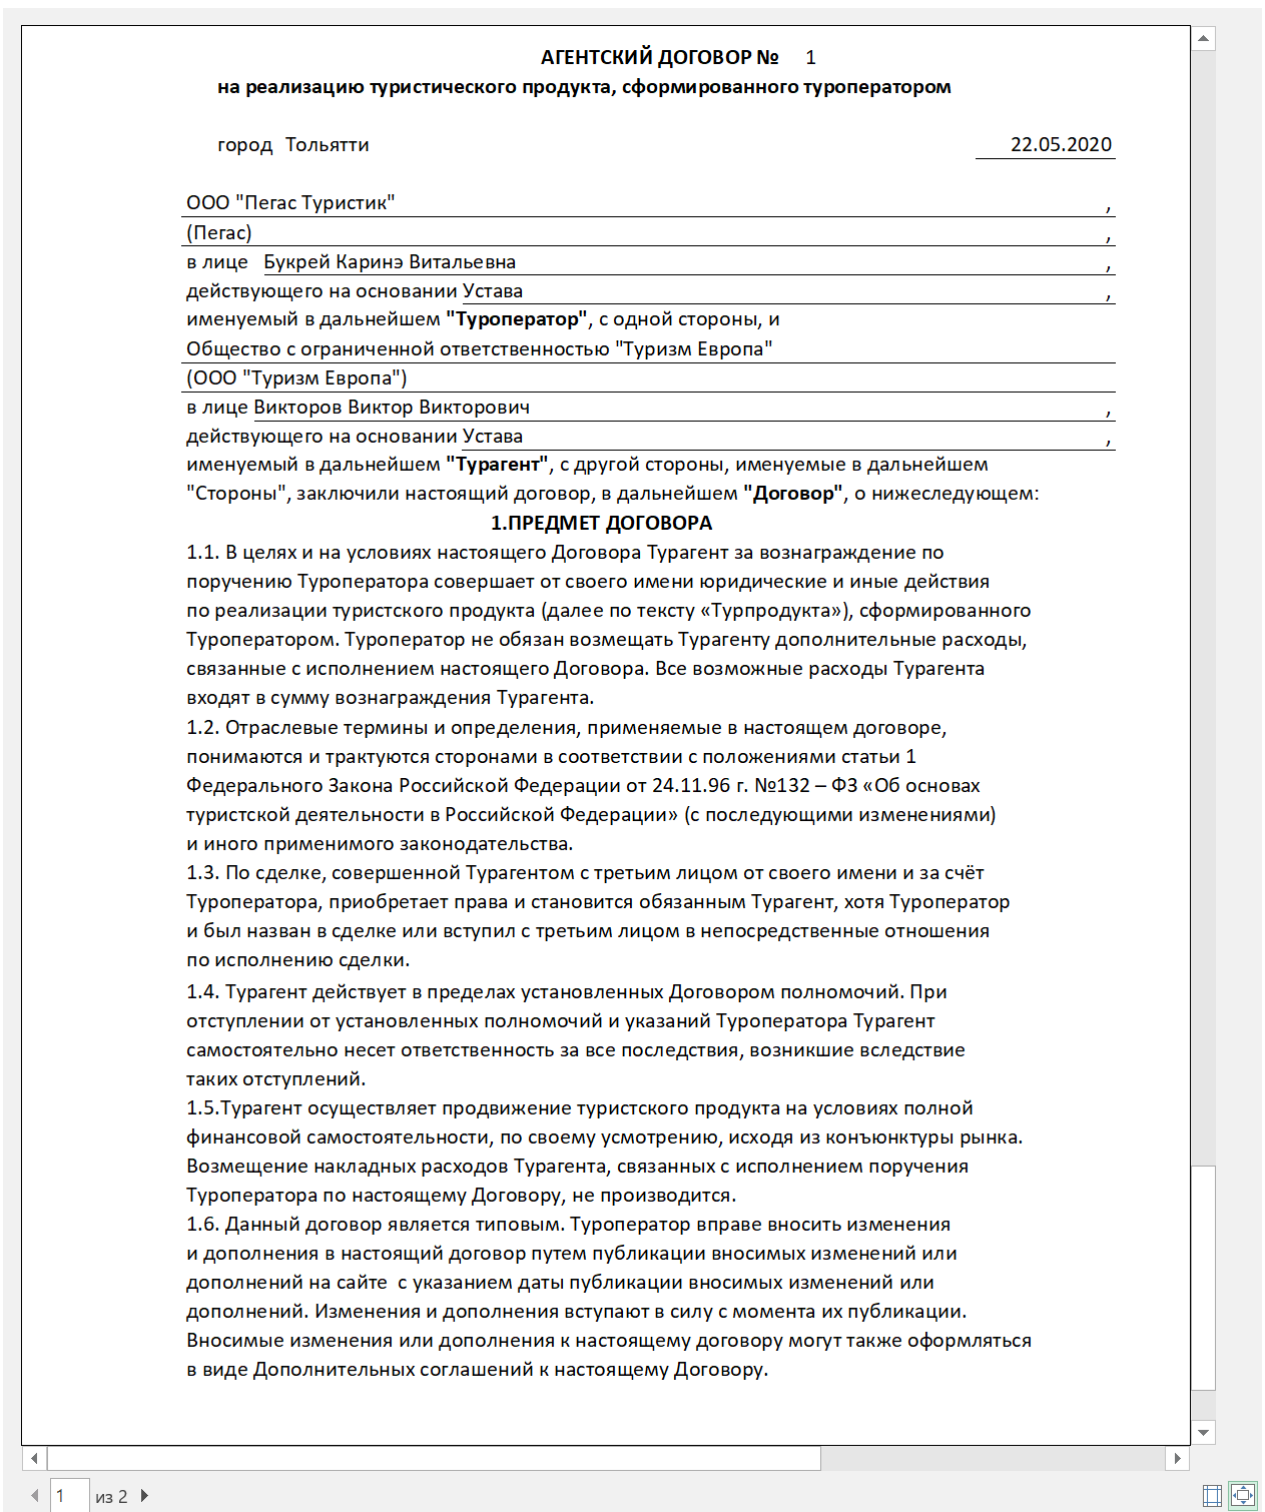 АГЕНТСКИЙ ДОГОВОР № 1
на реализацию туристического продукта, сформированного туроператором
город Тольятти 22.05.2020
ООО "Пегас Туристик" ,
(Пегас) ,
в лице Букрей Каринэ Витальевна ,
действующего на основании Устава ,
именуемый в дальнейшем "Туроператор", с одной стороны, и
Общество с ограниченной ответственностью "Туризм Европа"
(ООО "Туризм Европа")
в лице Викторов Виктор Викторович ,
действующего на основании Устава ,
именуемый в дальнейшем "Турагент", с другой стороны, именуемые в дальнейшем
"Стороны", заключили настоящий договор, в дальнейшем "Договор", о нижеследующем:
1.ПРЕДМЕТ ДОГОВОРА
1.1. В целях и на условиях настоящего Договора Турагент за вознаграждение по
поручению Туроператора совершает от своего имени юридические и иные действия
по реализации туристского продукта (далее по тексту «Турпродукта»), сформированного
Туроператором. Туроператор не обязан возмещать Турагенту дополнительные расходы,
связанные с исполнением настоящего Договора. Все возможные расходы Турагента
входят в сумму вознаграждения Турагента.
1.2. Отраслевые термины и определения, применяемые в настоящем договоре,
понимаются и трактуются сторонами в соответствии с положениями статьи 1
Федерального Закона Российской Федерации от 24.11.96 г. №132 – ФЗ «Об основах
туристской деятельности в Российской Федерации» (с последующими изменениями)
и иного применимого законодательства.
1.3. По сделке, совершенной Турагентом с третьим лицом от своего имени и за счёт
Туроператора, приобретает права и становится обязанным Турагент, хотя Туроператор
и был назван в сделке или вступил с третьим лицом в непосредственные отношения
по исполнению сделки.
1.4. Турагент действует в пределах установленных Договором полномочий. При
отступлении от установленных полномочий и указаний Туроператора Турагент
самостоятельно несет ответственность за все последствия, возникшие вследствие
таких отступлений.
1.5.Турагент осуществляет продвижение туристского продукта на условиях полной
финансовой самостоятельности, по своему усмотрению, исходя из конъюнктуры рынка.
Возмещение накладных расходов Турагента, связанных с исполнением поручения
Туроператора по настоящему Договору, не производится.
1.6. Данный договор является типовым. Туроператор вправе вносить изменения
и дополнения в настоящий договор путем публикации вносимых изменений или
дополнений на сайте с указанием даты публикации вносимых изменений или
дополнений. Изменения и дополнения вступают в силу с момента их публикации.
Вносимые изменения или дополнения к настоящему договору могут также оформляться
в виде Дополнительных соглашений к настоящему Договору.
1 из 2